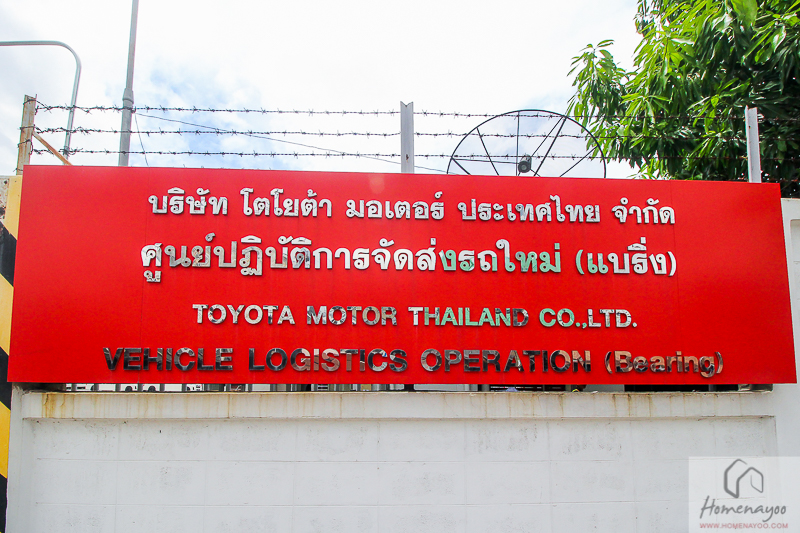 บริษัท โตโยต้า มอเตอร์ ประเทศไทย จำกัด
ศูนย์ปฏิบัติการจัดส่งรถใหม่ (แบริ่ง)
TOYOTA MOTOR THAILAND CO.,LTD.
VEHICLE LOGISTICS OPERATION (Bearing)
Homenayoo
WWW.HOMENAYOO.COM